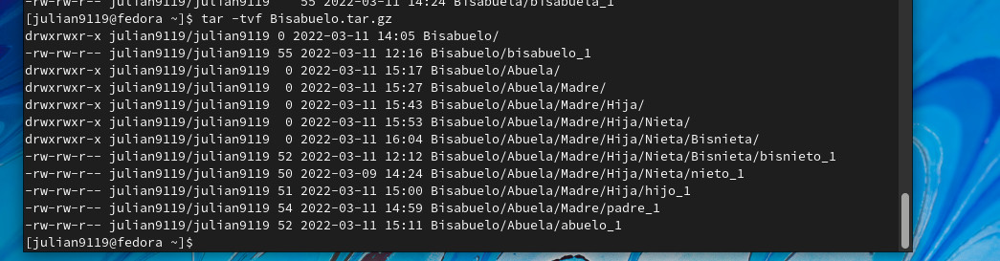 -rw-rw-r-- julian9119/julian9119 55 2022-03-11 14:24 Bisabuela/bisabuela_1
[julian9119@fedora ~]$ tar -tvf Bisabuelo.tar.gz
drwxrwxr-x julian9119/julian9119 0 2022-03-11 14:05 Bisabuelo/
-rw-rw-r-- julian9119/julian9119 55 2022-03-11 12:16 Bisabuelo/bisabuelo_1
drwxrwxr-x julian9119/julian9119  0 2022-03-11 15:17 Bisabuelo/Abuela/
drwxrwxr-x julian9119/julian9119  0 2022-03-11 15:27 Bisabuelo/Abuela/Madre/
drwxrwxr-x julian9119/julian9119  0 2022-03-11 15:43 Bisabuelo/Abuela/Madre/Hija/
drwxrwxr-x julian9119/julian9119  0 2022-03-11 15:53 Bisabuelo/Abuela/Madre/Hija/Nieta/
drwxrwxr-x julian9119/julian9119  0 2022-03-11 16:04 Bisabuelo/Abuela/Madre/Hija/Nieta/Bisnieta/
-rw-rw-r-- julian9119/julian9119 52 2022-03-11 12:12 Bisabuelo/Abuela/Madre/Hija/Nieta/Bisnieta/bisnieto_1
-rw-rw-r-- julian9119/julian9119 50 2022-03-09 14:24 Bisabuelo/Abuela/Madre/Hija/Nieta/nieto_1
-rw-rw-r-- julian9119/julian9119 51 2022-03-11 15:00 Bisabuelo/Abuela/Madre/Hija/hijo_1
-rw-rw-r-- julian9119/julian9119 54 2022-03-11 14:59 Bisabuelo/Abuela/Madre/padre_1
-rw-rw-r-- julian9119/julian9119 52 2022-03-11 15:11 Bisabuelo/Abuela/abuelo_1
[julian9119@fedora ~]$